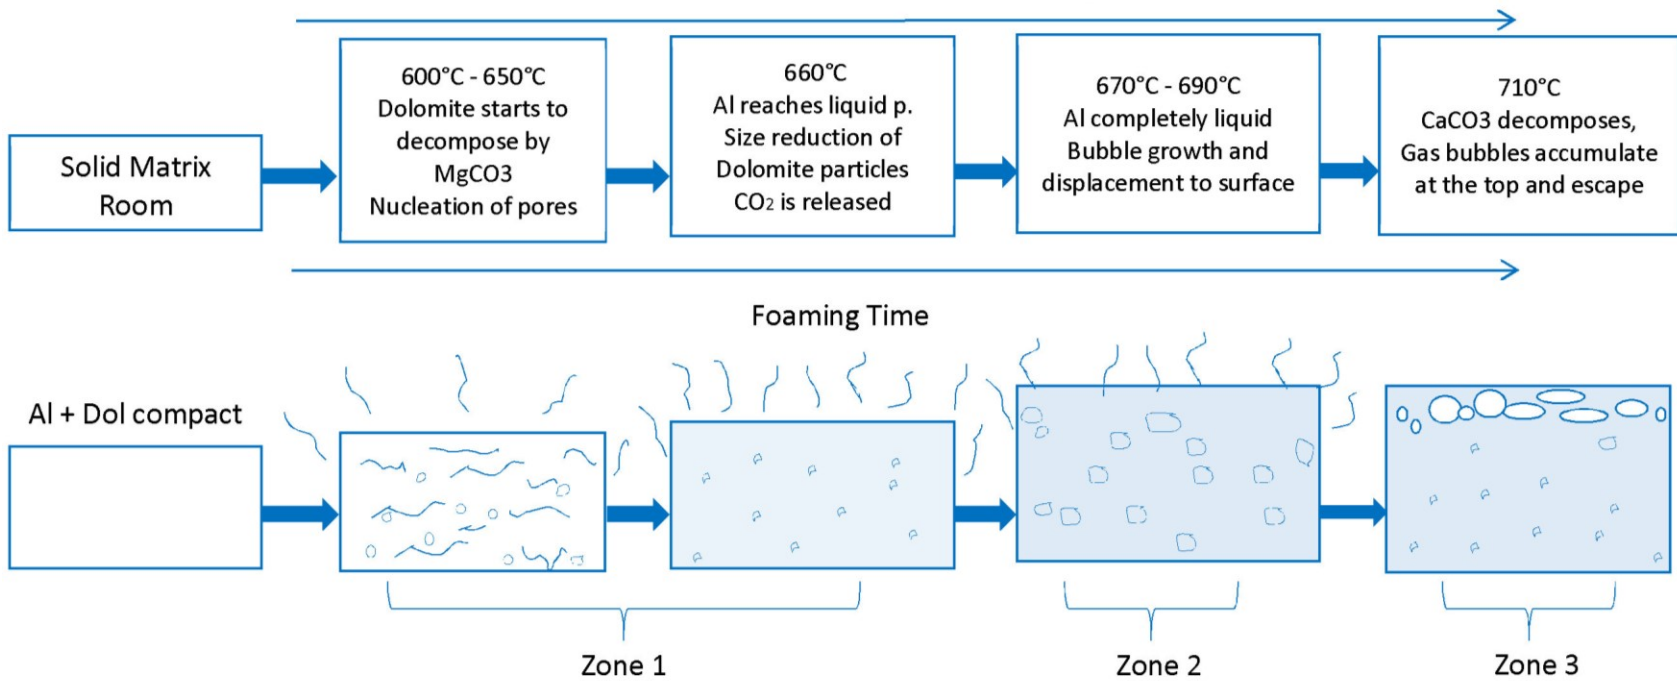 Solid Matrix
Room
600°C - 650°C
Dolomite starts to
decompose by
MgCO3
Nucleation of pores
660°C
Al reaches liquid p.
Size reduction of
Dolomite particles
CO₂ is released
670°C - 690°C
Al completely liquid
Bubble growth and
displacement to surface
710°C
CaCO3 decomposes,
Gas bubbles accumulate
at the top and escape
Foaming Time
Al + Dol compact
Zone 1
Zone 2
Zone 3